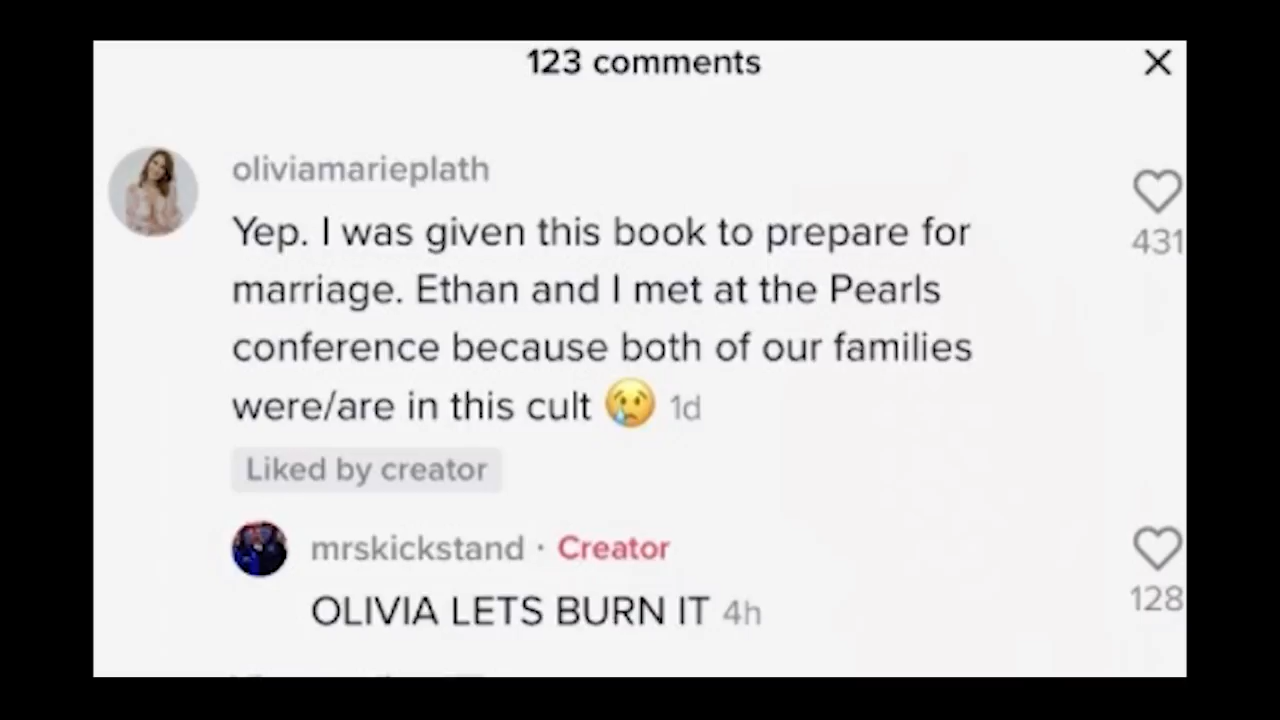 123 comments
oliviamarieplath
Yep. I was given this book to prepare for
marriage. Ethan and I met at the Pearls
conference because both of our families
were/are in this cult 😢 1d
431
Liked by creator
mrskickstand · Creator
OLIVIA LETS BURN IT 4h
128